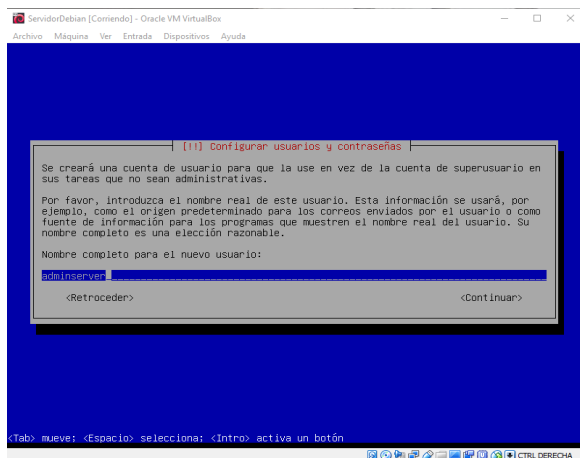 ServidorDebian [Corriendo] - Oracle VM VirtualBox
Archivo Máquina Ver Entrada Dispositivos Ayuda
[!!] Configurar usuarios y contraseñas
Se creará una cuenta de usuario para que la use en vez de la cuenta de superusuario en
sus tareas que no sean administrativas.
Por favor, introduzca el nombre real de este usuario. Esta información se usará, por
ejemplo, como el origen predeterminado para los correos enviados por el usuario o como
fuente de información para los programas que muestren el nombre real del usuario. Su
nombre completo es una elección razonable.
Nombre completo para el nuevo usuario:
adminserver
<Retroceder> <Continuar>
<Tab> mueve; <Espacio> selecciona; <Intro> activa un botón
CTRL DERECHA